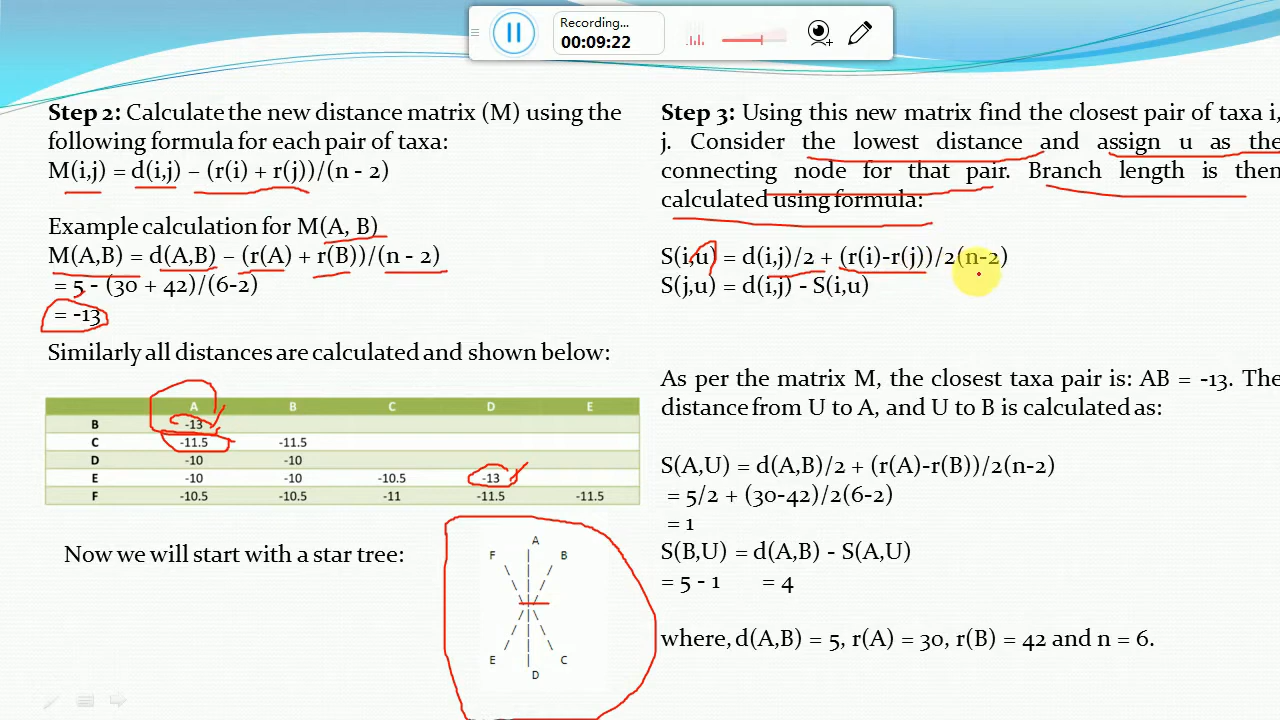 Recording...
00:09:22
Step 2: Calculate the new distance matrix (M) using the
following formula for each pair of taxa:
M(i,j) = d(i,j) – (r(i) + r(j))/(n - 2)
Example calculation for M(A, B)
M(A,B) = d(A,B) – (r(A) + r(B))/(n - 2)
= 5 - (30 + 42)/(6-2)
= -13
Similarly all distances are calculated and shown below:
A B C D E
B -13
C -11.5 -11.5
D -10 -10
E -10 -10 -10.5 -13
F -10.5 -10.5 -11 -11.5 -11.5
Now we will start with a star tree:
A
F B
E C
D
Step 3: Using this new matrix find the closest pair of taxa i,
j. Consider the lowest distance and assign u as the
connecting node for that pair. Branch length is then
calculated using formula:
S(i,u) = d(i,j)/2 + (r(i)-r(j))/2(n-2)
S(j,u) = d(i,j) - S(i,u)
As per the matrix M, the closest taxa pair is: AB = -13. The
distance from U to A, and U to B is calculated as:
S(A,U) = d(A,B)/2 + (r(A)-r(B))/2(n-2)
= 5/2 + (30-42)/2(6-2)
= 1
S(B,U) = d(A,B) - S(A,U)
= 5 - 1 = 4
where, d(A,B) = 5, r(A) = 30, r(B) = 42 and n = 6.